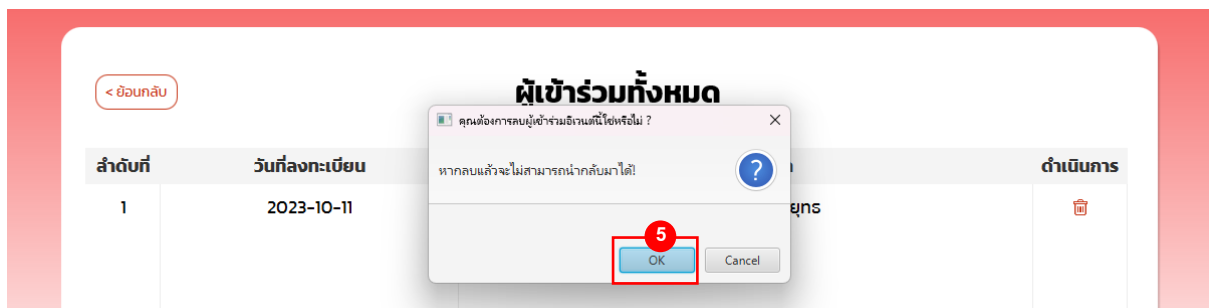 < ย้อนกลับ
ผู้เข้าร่วมทั้งหมด
คุณต้องการลบผู้เข้าร่วมอีเวนต์นี้ใช่หรือไม่ ?
ลำดับที่ วันที่ลงทะเบียน ดำเนินการ
หากลบแล้วจะไม่สามารถนำกลับมาได้!
?
1 2023-10-11 ยุทธ
5
OK Cancel